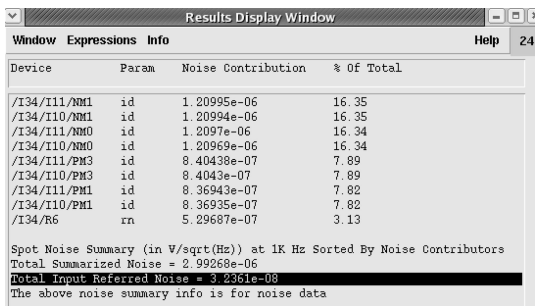 Results Display Window
Window Expressions Info Help 24
Device Param Noise Contribution % Of Total
/I34/I11/NM1 id 1.20995e-06 16.35
/I34/I10/NM1 id 1.20994e-06 16.35
/I34/I11/NM0 id 1.2097e-06 16.34
/I34/I10/NM0 id 1.20969e-06 16.34
/I34/I11/PM3 id 8.40438e-07 7.89
/I34/I10/PM3 id 8.4043e-07 7.89
/I34/I11/PM1 id 8.36943e-07 7.82
/I34/I10/PM1 id 8.36935e-07 7.82
/I34/R6 rn 5.29687e-07 3.13
Spot Noise Summary (in V/sqrt(Hz)) at 1K Hz Sorted By Noise Contributors
Total Summarized Noise = 2.99268e-06
Total Input Referred Noise = 3.2361e-08
The above noise summary info is for noise data